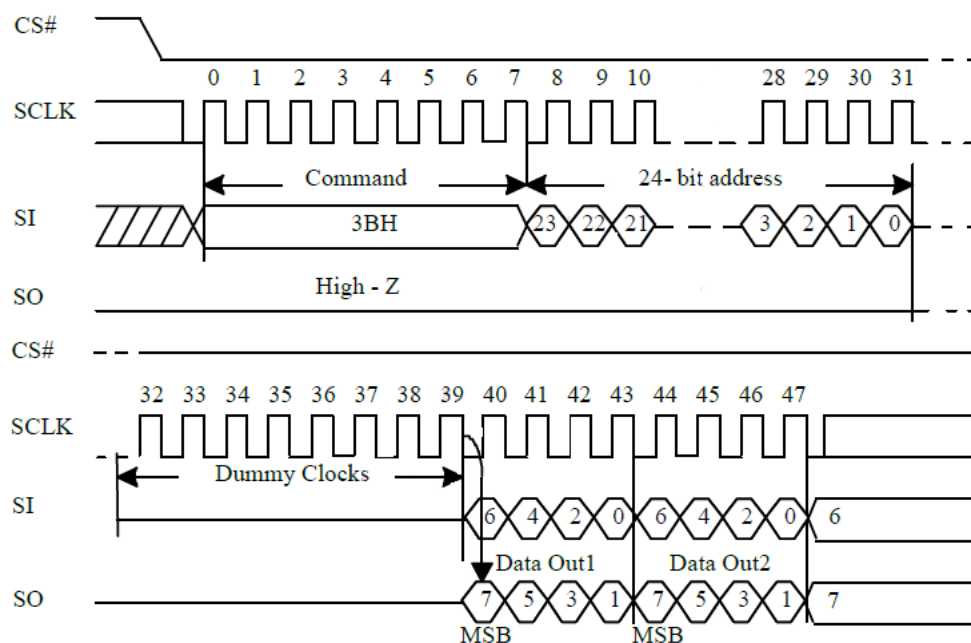 CS#
0 1 2 3 4 5 6 7 8 9 10 28 29 30 31
SCLK
Command 24- bit address
SI 3BH 23 22 21 3 2 1 0
High - Z
SO
CS#
32 33 34 35 36 37 38 39 40 41 42 43 44 45 46 47
SCLK
Dummy Clocks
SI 6 4 2 0 6 4 2 0 6
Data Out1 Data Out2
SO 7 5 3 1 7 5 3 1 7
MSB MSB